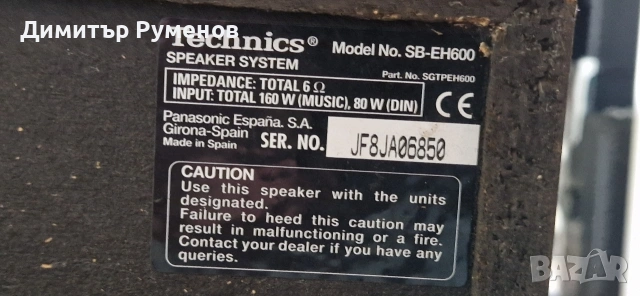 Димитър Руменов
Technics® Model No. SB-EH600
SPEAKER SYSTEM Part. No. SGTPEH600
IMPEDANCE: TOTAL 6 Ω
INPUT: TOTAL 160 W (MUSIC), 80 W (DIN)
CE
Panasonic España. S.A.
Girona-Spain
Made in Spain SER. NO. JF8JA06850
CAUTION
Use this speaker with the units
designated.
Failure to heed this caution may
result in malfunctioning or a fire.
Contact your dealer if you have any
queries.
BAZAR